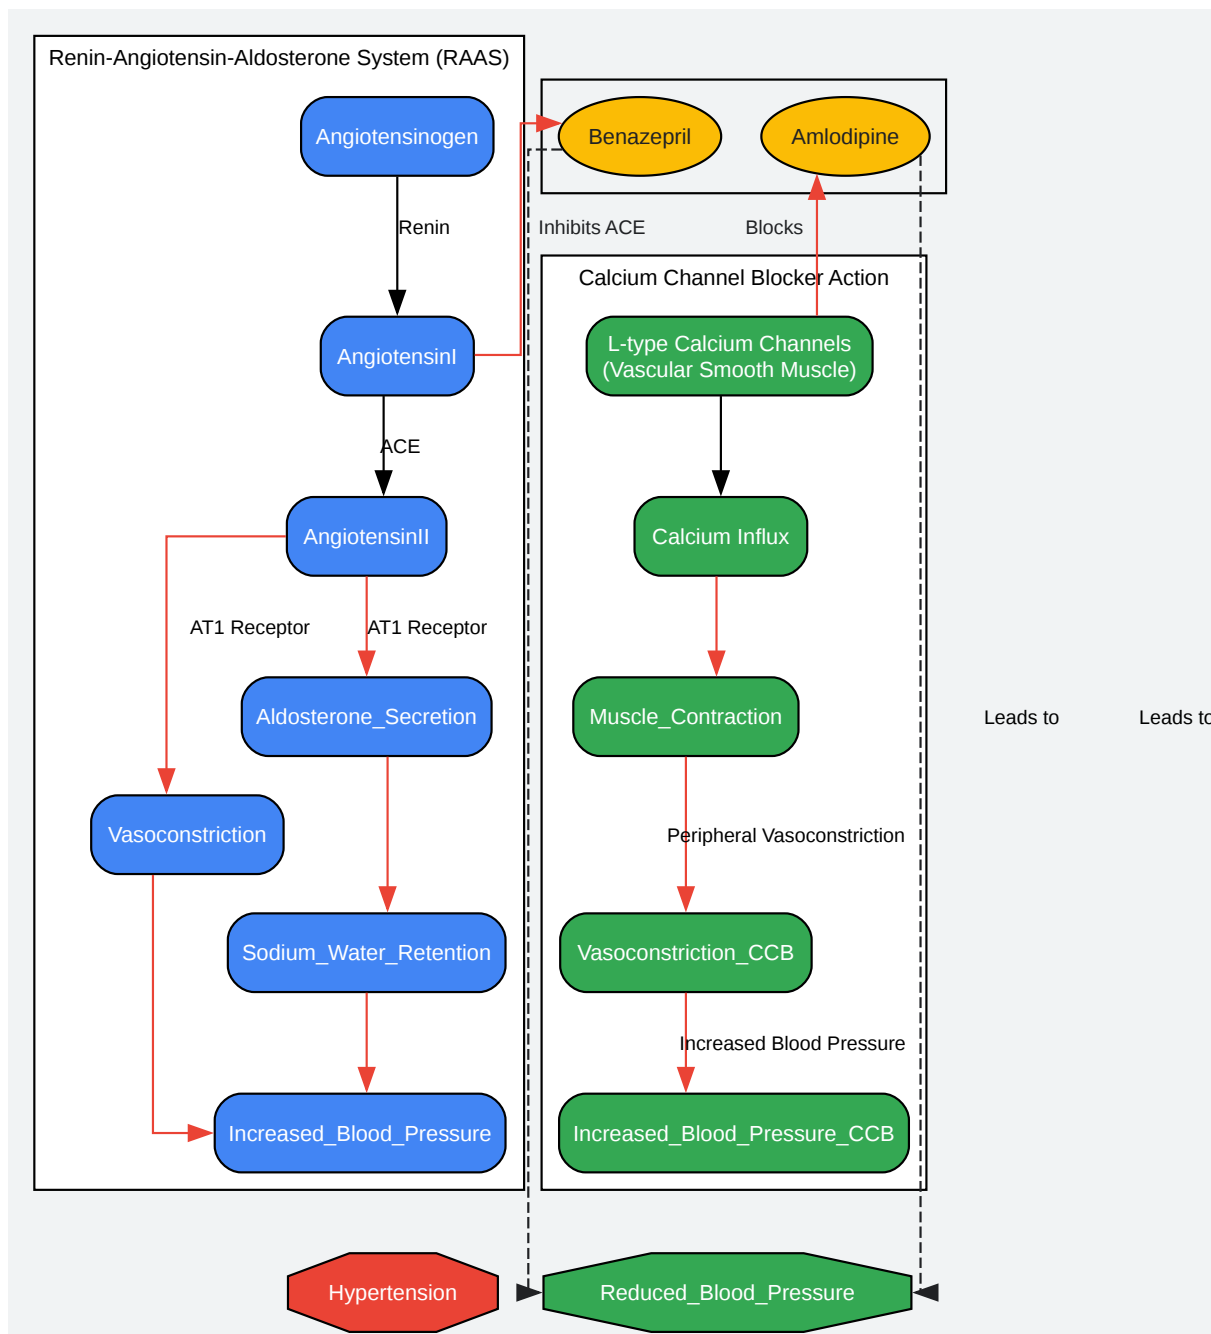 Renin-Angiotensin-Aldosterone System (RAAS)
Angiotensinogen
Benazepril
Amlodipine
Renin
Inhibits ACE
Blocks
Calcium Channel Blocker Action
AngiotensinI
L-type Calcium Channels
(Vascular Smooth Muscle)
ACE
AngiotensinII
Calcium Influx
AT1 Receptor
AT1 Receptor
Aldosterone_Secretion
Muscle_Contraction
Leads to
Leads to
Vasoconstriction
Peripheral Vasoconstriction
Sodium_Water_Retention
Vasoconstriction_CCB
Increased Blood Pressure
Increased_Blood_Pressure
Increased_Blood_Pressure_CCB
Hypertension
Reduced_Blood_Pressure